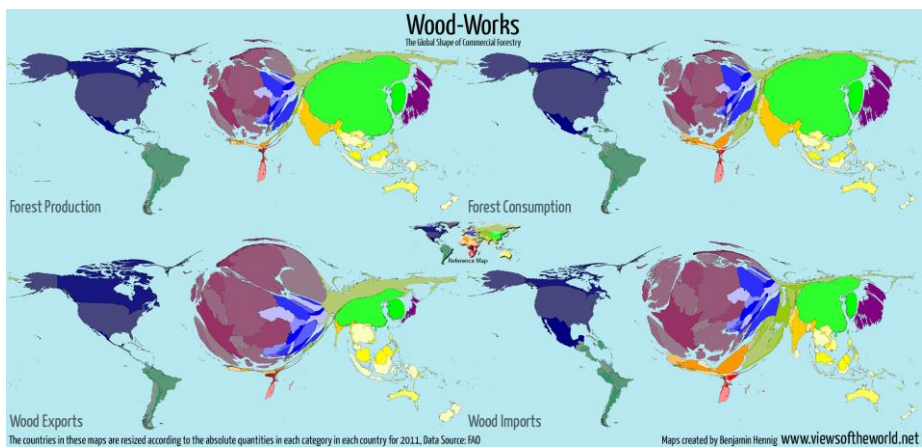 Wood-Works
The Global Shape of Commercial Forestry
Forest Production
Forest Consumption
Reference Map
Wood Exports
Wood Imports
The countries in these maps are resized according to the absolute quantities in each category in each country for 2011, Data Source: FAO
Maps created by Benjamin Hennig www.viewsoftheworld.net